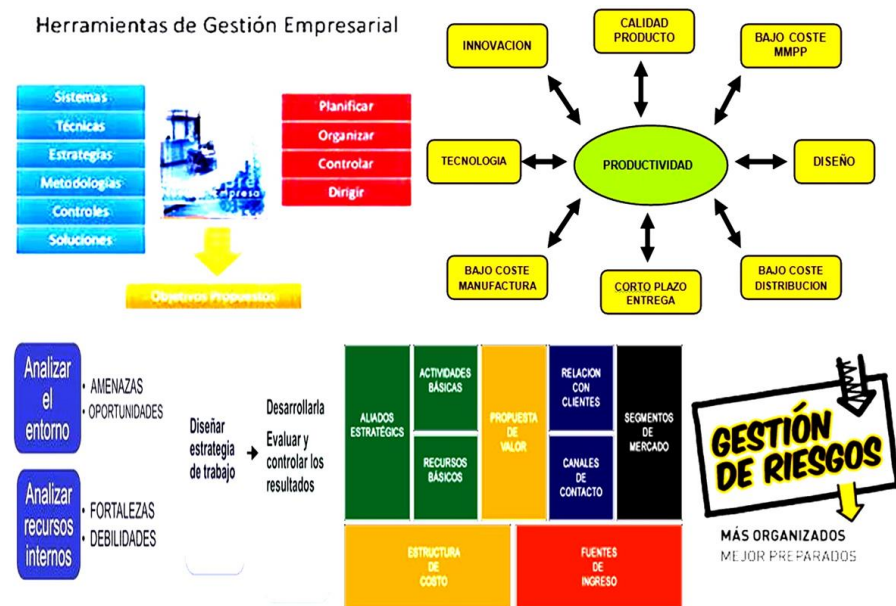 Herramientas de Gestión Empresarial
Sistemas
Técnicas
Estrategias
Metodologías
Controles
Soluciones
Empresa
Planificar
Organizar
Controlar
Dirigir
Objetivos Propuestos
INNOVACION
CALIDAD
PRODUCTO
BAJO COSTE
MMPP
TECNOLOGIA
PRODUCTIVIDAD
DISEÑO
BAJO COSTE
MANUFACTURA
CORTO PLAZO
ENTREGA
BAJO COSTE
DISTRIBUCION
Analizar
el
entorno
• AMENAZAS
• OPORTUNIDADES
Analizar
recursos
internos
• FORTALEZAS
• DEBILIDADES
Diseñar
estrategia
de trabajo
Desarrollarla
Evaluar y
controlar los
resultados
ALIADOS
ESTRATÉGICS
ACTIVIDADES
BÁSICAS
RECURSOS
BÁSICOS
PROPUESTA
DE
VALOR
RELACION
CON
CLIENTES
CANALES
DE
CONTACTO
SEGMENTOS
DE
MERCADO
ESTRUCTURA
DE
COSTO
FUENTES
DE
INGRESO
GESTIÓN
DE RIESGOS
MÁS ORGANIZADOS
MEJOR PREPARADOS